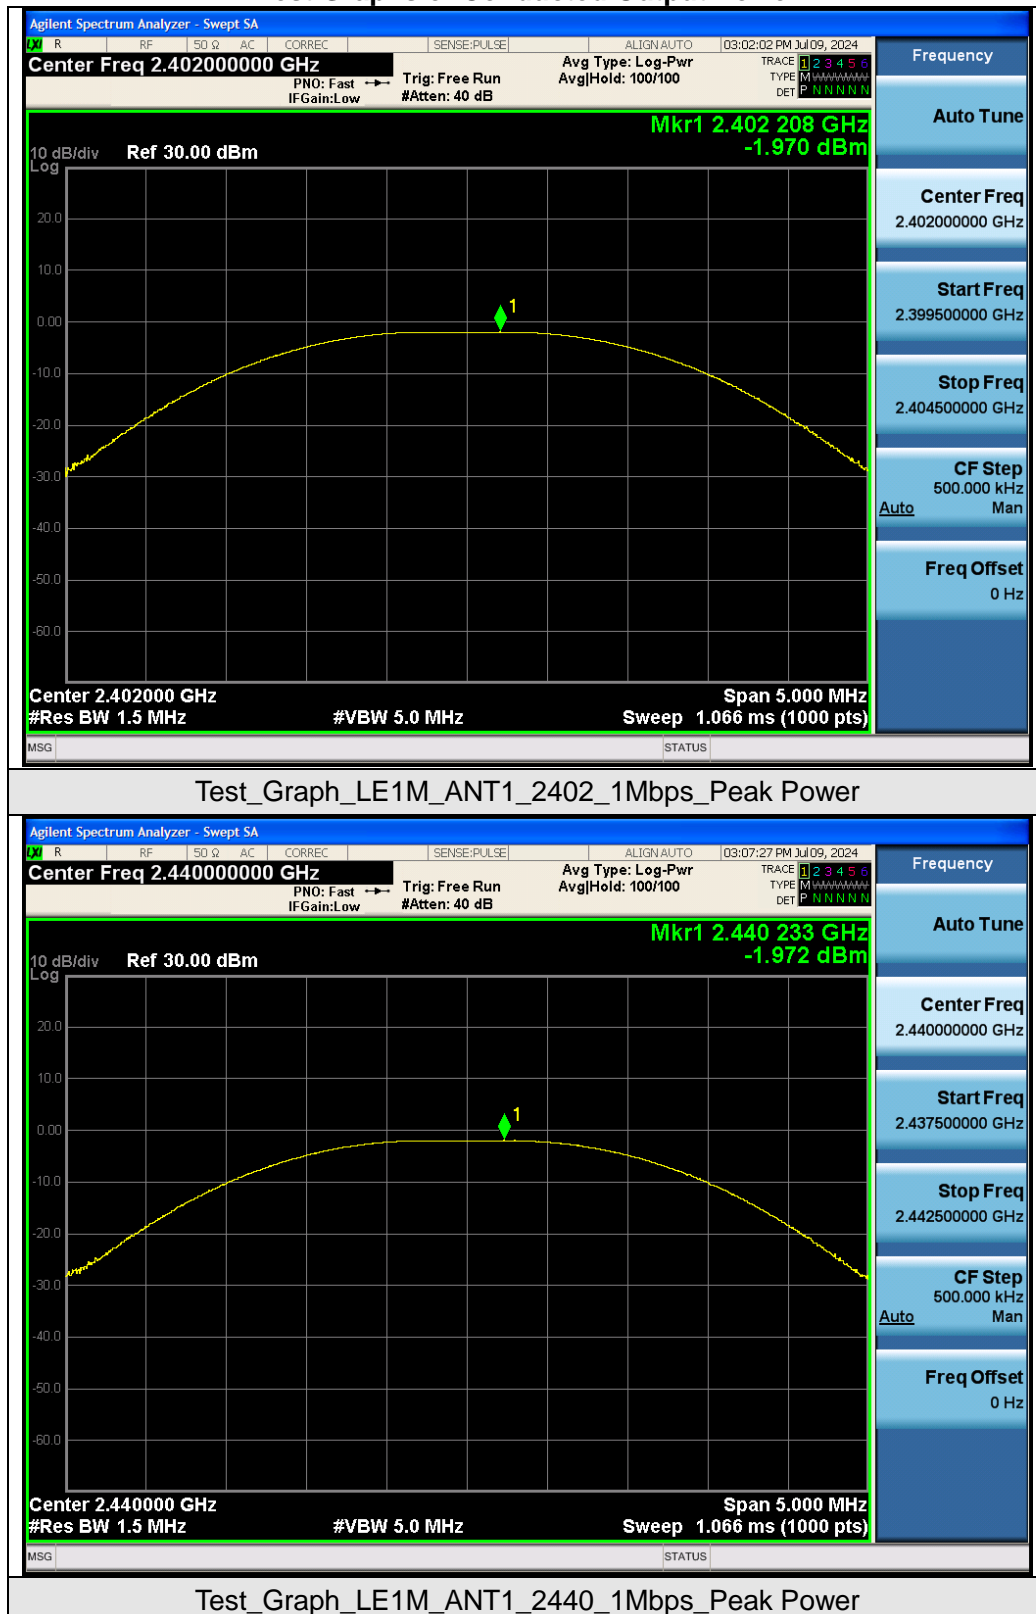 Agilent Spectrum Analyzer - Swept SA
LXI R RF 50 Ω AC CORREC SENSE:PULSE ALIGN AUTO 03:02:02 PM Jul 09, 2024
Center Freq 2.402000000 GHz
PNO: Fast
IFGain:Low
Trig: Free Run
#Atten: 40 dB
Avg Type: Log-Pwr
Avg|Hold: 100/100
TRACE 1 2 3 4 5 6
TYPE M
DET P N N N N N
Mkr1 2.402 208 GHz
-1.970 dBm
10 dB/div Ref 30.00 dBm
Log
20.0
10.0
0.00
1
-10.0
-20.0
-30.0
-40.0
-50.0
-60.0
Center 2.402000 GHz Span 5.000 MHz
#Res BW 1.5 MHz #VBW 5.0 MHz Sweep 1.066 ms (1000 pts)
MSG STATUS
Frequency
Auto Tune
Center Freq
2.402000000 GHz
Start Freq
2.399500000 GHz
Stop Freq
2.404500000 GHz
CF Step
500.000 kHz
Auto Man
Freq Offset
0 Hz
Test_Graph_LE1M_ANT1_2402_1Mbps_Peak Power
Agilent Spectrum Analyzer - Swept SA
LXI R RF 50 Ω AC CORREC SENSE:PULSE ALIGN AUTO 03:07:27 PM Jul 09, 2024
Center Freq 2.440000000 GHz
PNO: Fast
IFGain:Low
Trig: Free Run
#Atten: 40 dB
Avg Type: Log-Pwr
Avg|Hold: 100/100
TRACE 1 2 3 4 5 6
TYPE M
DET P N N N N N
Mkr1 2.440 233 GHz
-1.972 dBm
10 dB/div Ref 30.00 dBm
Log
20.0
10.0
0.00
1
-10.0
-20.0
-30.0
-40.0
-50.0
-60.0
Center 2.440000 GHz Span 5.000 MHz
#Res BW 1.5 MHz #VBW 5.0 MHz Sweep 1.066 ms (1000 pts)
MSG STATUS
Frequency
Auto Tune
Center Freq
2.440000000 GHz
Start Freq
2.437500000 GHz
Stop Freq
2.442500000 GHz
CF Step
500.000 kHz
Auto Man
Freq Offset
0 Hz
Test_Graph_LE1M_ANT1_2440_1Mbps_Peak Power